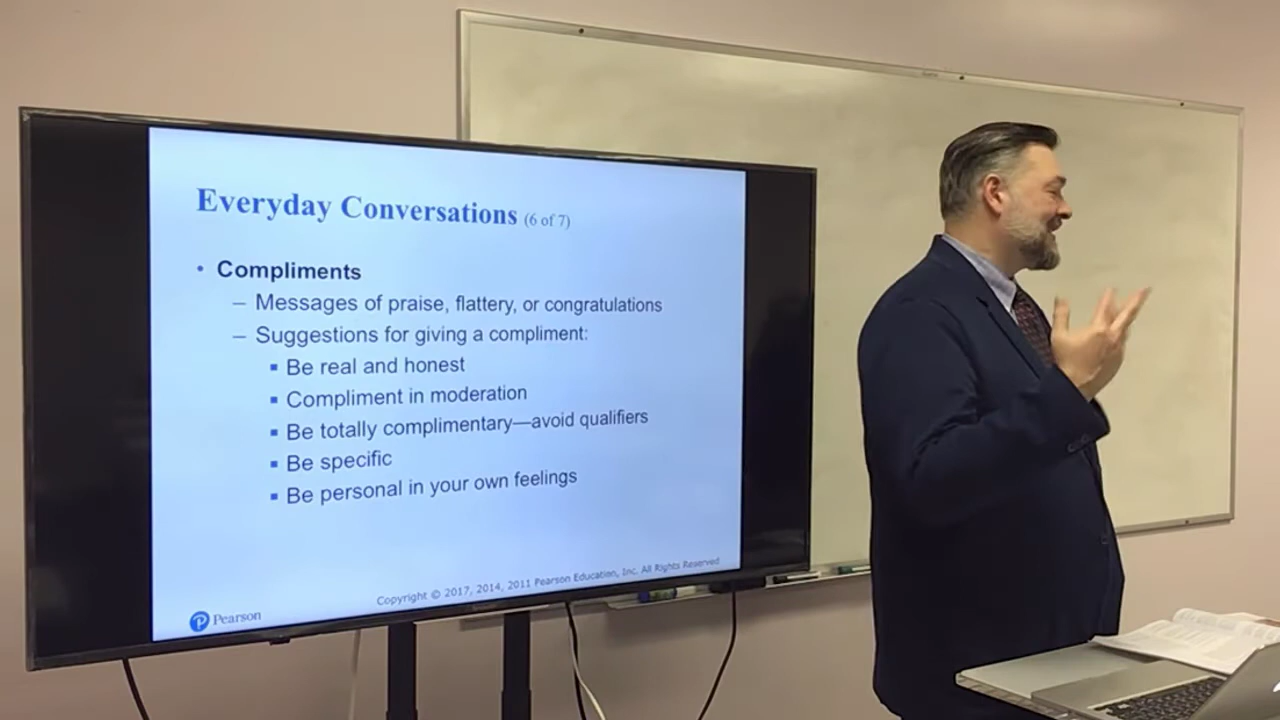 Everyday Conversations (6 of 7)
• Compliments
– Messages of praise, flattery, or congratulations
– Suggestions for giving a compliment:
▪ Be real and honest
▪ Compliment in moderation
▪ Be totally complimentary—avoid qualifiers
▪ Be specific
▪ Be personal in your own feelings
Copyright © 2017, 2014, 2011 Pearson Education, Inc. All Rights Reserved
Pearson